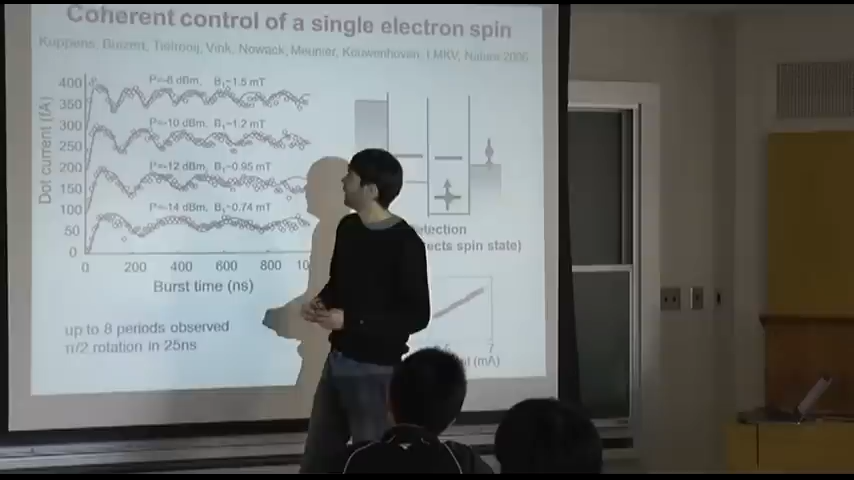 Coherent control of a single electron spin
Koppens, Buizert, Tielrooij, Vink, Nowack, Meunier, Kouwenhoven, LMKV, Nature 2006
Dot current (fA)
400
350
300
250
200
150
100
50
0
P=-8 dBm, B₁=1.5 mT
P=-10 dBm, B₁=1.2 mT
P=-12 dBm, B₁=0.95 mT
P=-14 dBm, B₁=0.74 mT
0 200 400 600 800
Burst time (ns)
spin state)
7
(mA)
up to 8 periods observed
π/2 rotation in 25ns